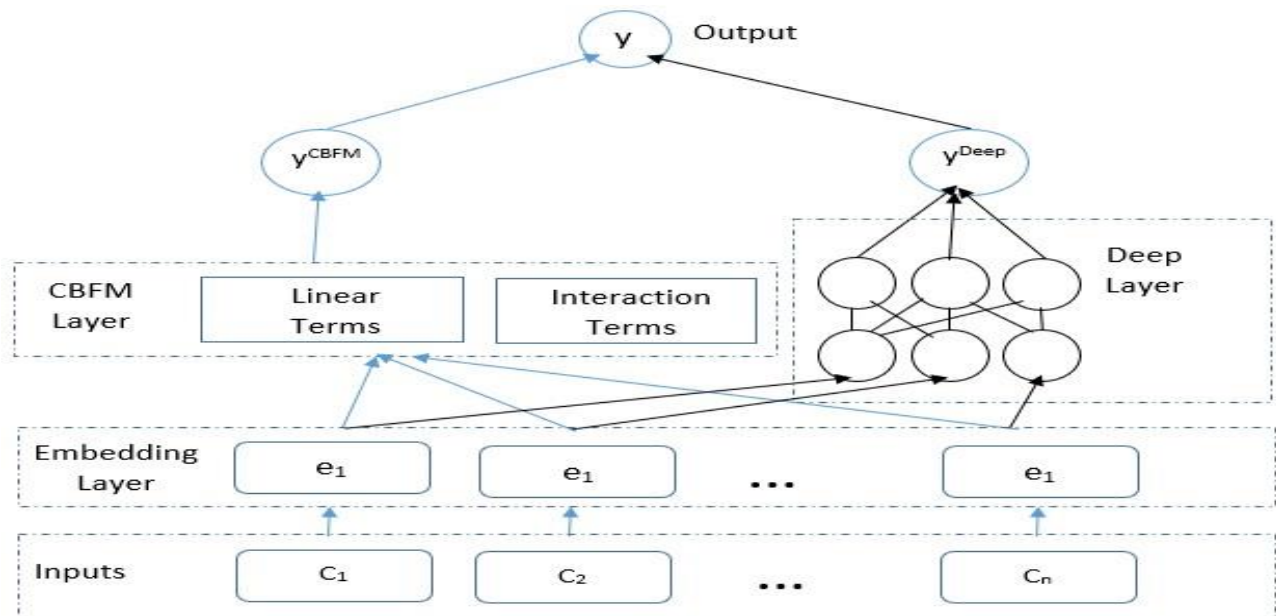 y Output
y^CBFM
y^Deep
Deep
Layer
CBFM
Layer
Linear
Terms
Interaction
Terms
Embedding
Layer
e₁
e₁
...
e₁
Inputs
C₁
C₂
...
Cₙ